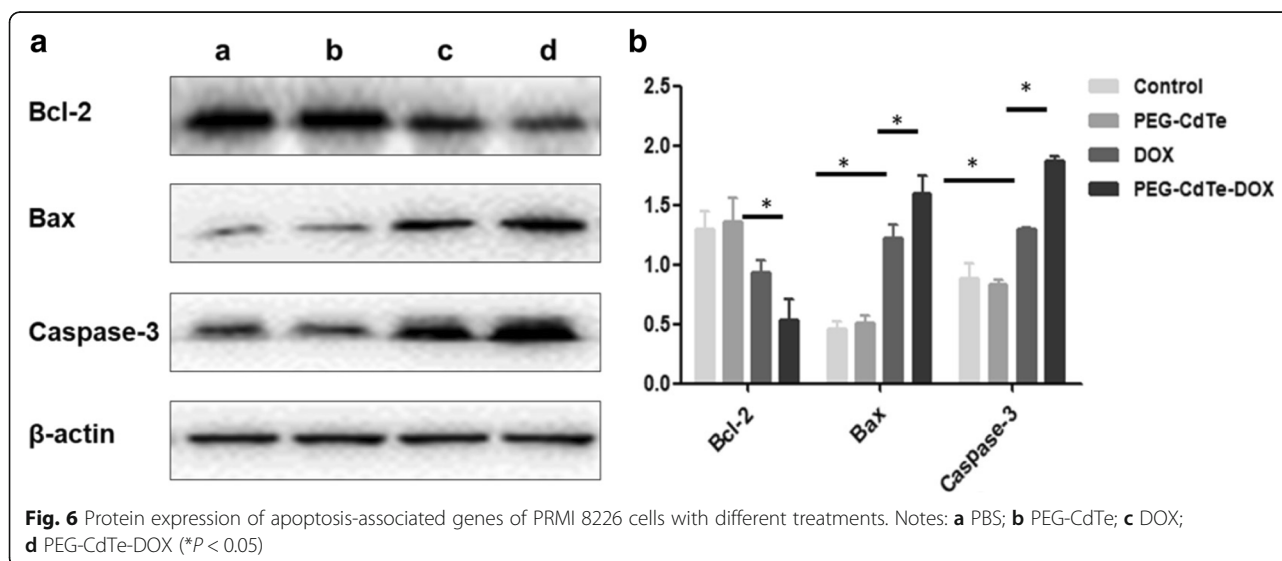 a
a b c d
Bcl-2
Bax
Caspase-3
β-actin
b
2.5
2.0
1.5
1.0
0.5
0.0
* * * * *
Bcl-2 Bax Caspase-3
Control
PEG-CdTe
DOX
PEG-CdTe-DOX
Fig. 6 Protein expression of apoptosis-associated genes of PRMI 8226 cells with different treatments. Notes: a PBS; b PEG-CdTe; c DOX;
d PEG-CdTe-DOX (*P < 0.05)